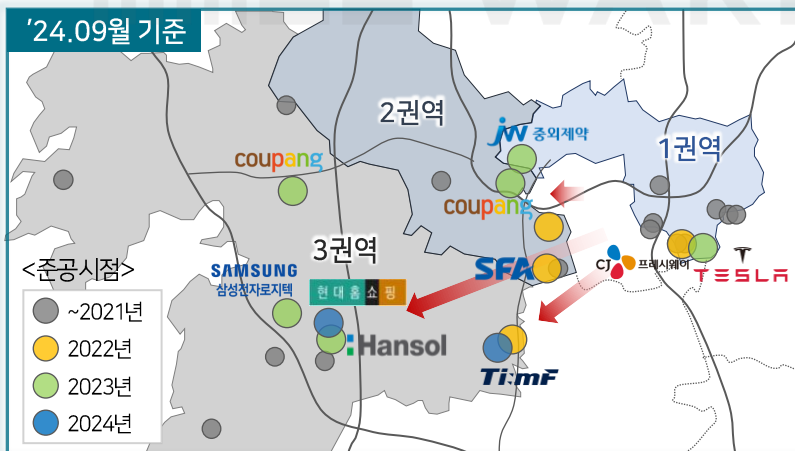 '24.09월 기준
2권역
jw 중외제약
1권역
coupang
coupang
3권역
<준공시점>
~2021년
2022년
2023년
2024년
SAMSUNG
삼성전자로지텍
현대홈쇼핑
:Hansol
SFA
CJ 프레시웨이
TESLA
Ti:mF